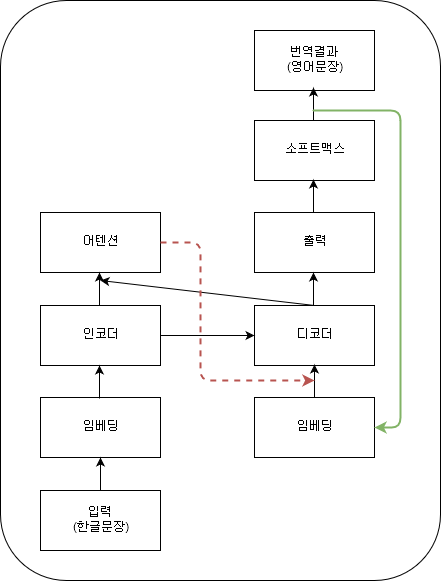 번역결과
(영어문장)
소프트맥스
어텐션
출력
인코더
디코더
임베딩
임베딩
입력
(한글문장)